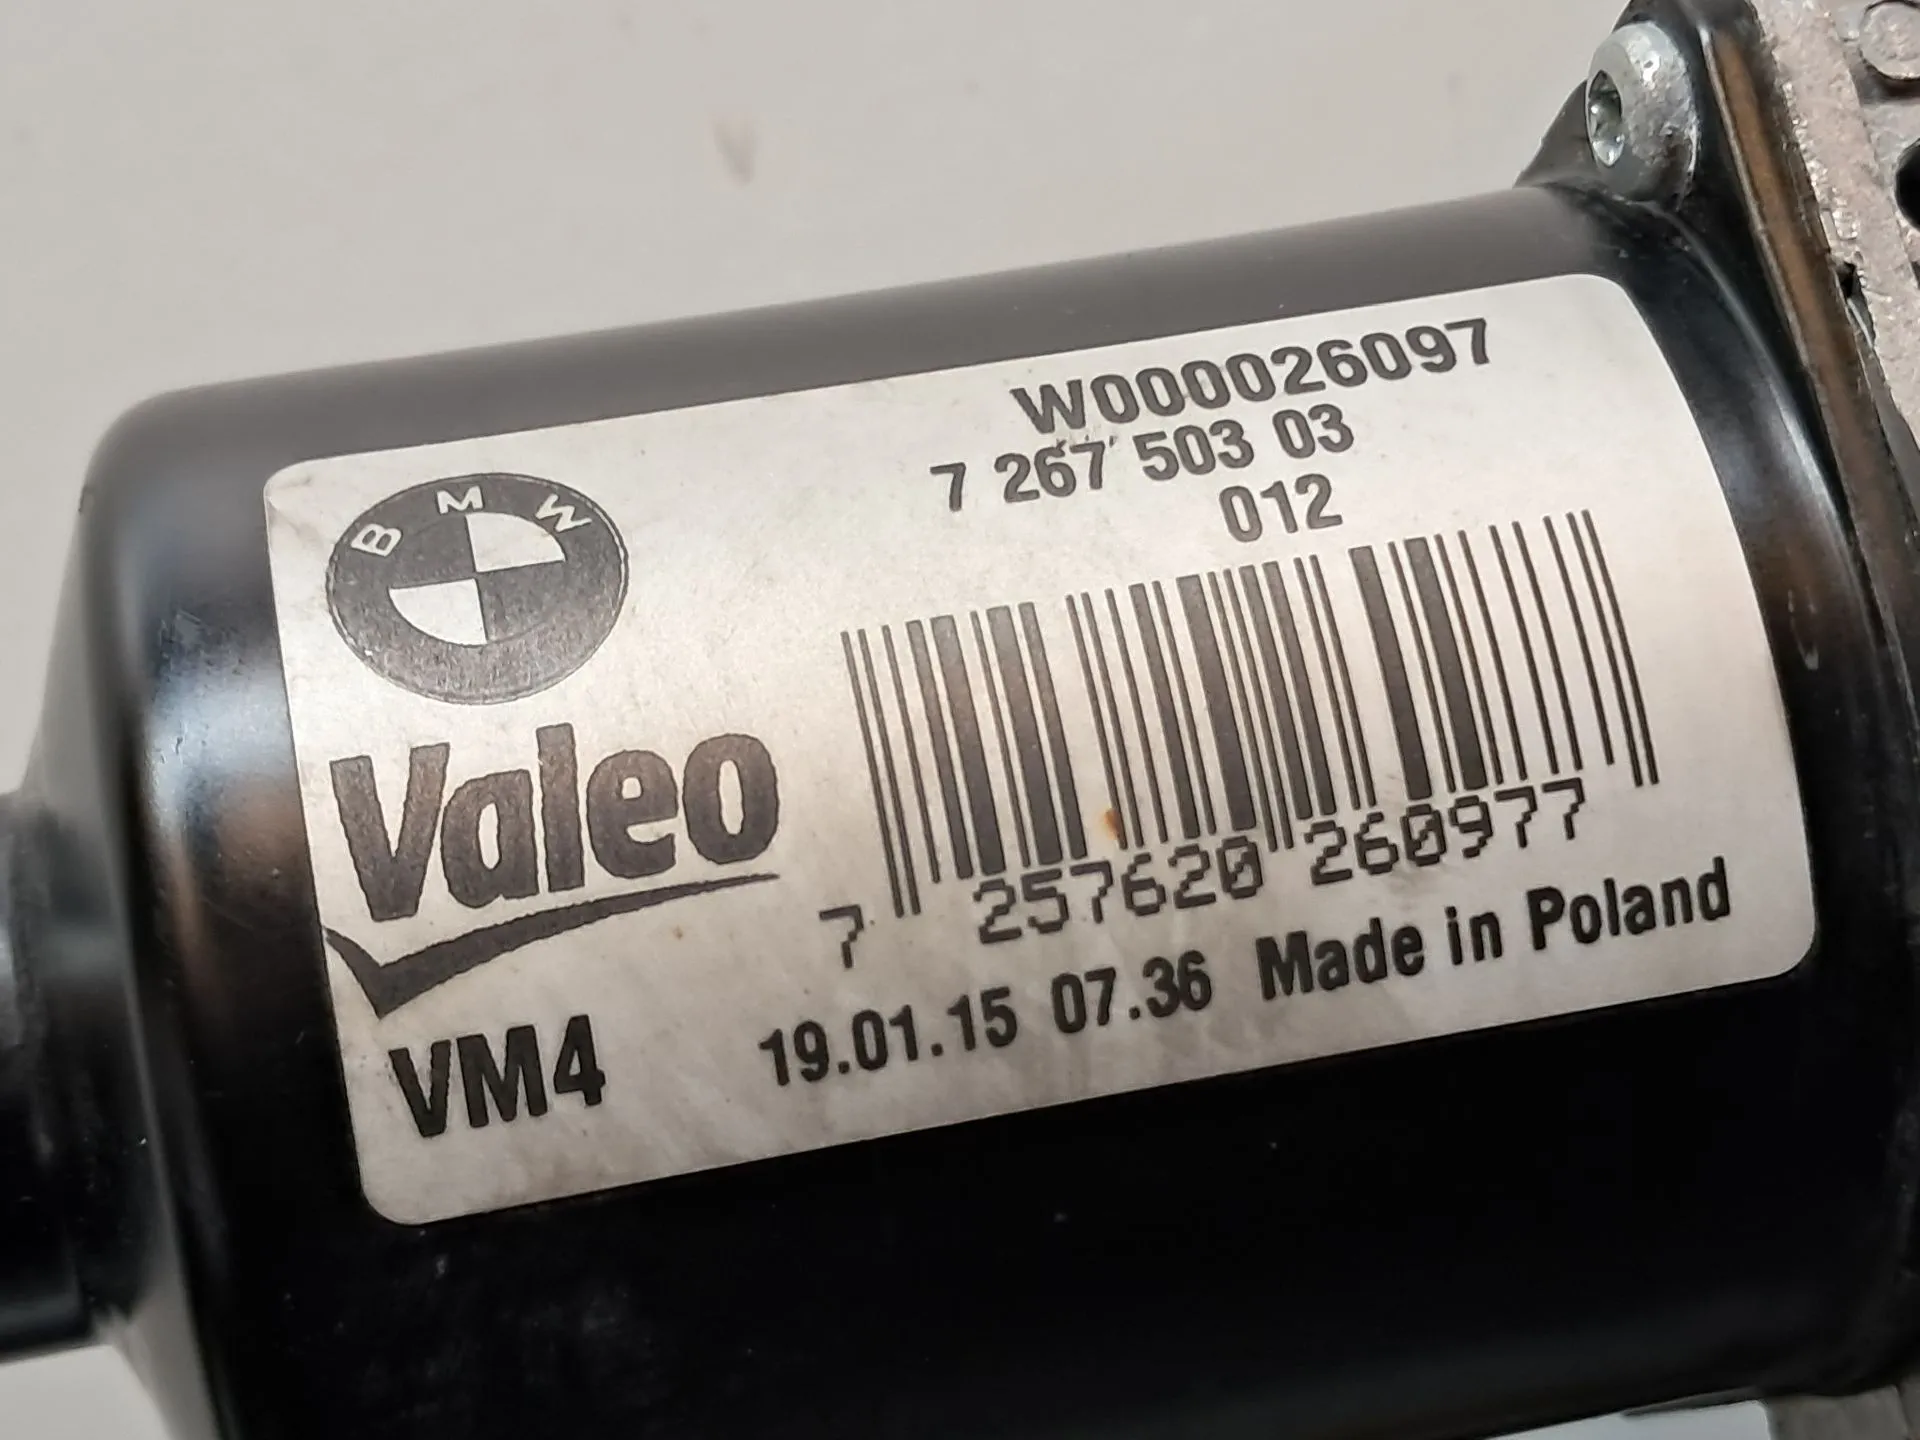 W000026097
7 267 503 03
012
BMW
Valeo
7 257620 260977
19.01.15 07.36 Made in Poland
VM4